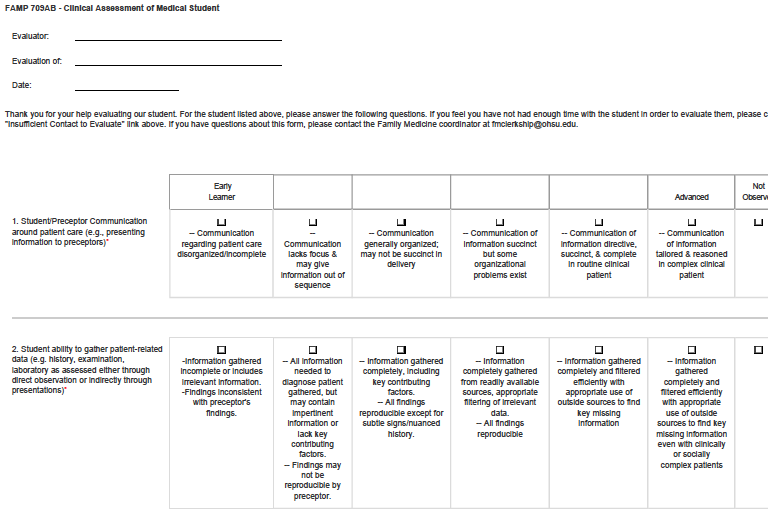 FAMP 709AB - Clinical Assessment of Medical Student
Evaluator:
Evaluation of:
Date:
Thank you for your help evaluating our student. For the student listed above, please answer the following questions. If you feel you have not had enough time with the student in order to evaluate them, please c
"Insufficient Contact to Evaluate" link above. If you have questions about this form, please contact the Family Medicine coordinator at fmclerkship@ohsu.edu.
Early
Learner
Advanced
Not
Observe
1. Student/Preceptor Communication
around patient care (e.g., presenting
information to preceptors)*
-- Communication
regarding patient care
disorganized/incomplete
--
Communication
lacks focus &
may give
information out of
sequence
-- Communication
generally organized;
may not be succinct in
delivery
-- Communication of
information succinct
but some
organizational
problems exist
-- Communication of
information directive,
succinct, & complete
in routine clinical
patient
-- Communication
of information
tailored & reasoned
in complex clinical
patient
2. Student ability to gather patient-related
data (e.g. history, examination,
laboratory as assessed either through
direct observation or indirectly through
presentations)*
-Information gathered
incomplete or includes
irrelevant information.
-Findings inconsistent
with preceptor's
findings.
-- All information
needed to
diagnose patient
gathered, but
may contain
impertinent
information or
lack key
contributing
factors.
-- Findings may
not be
reproducible by
preceptor.
-- Information gathered
completely, including
key contributing
factors.
-- All findings
reproducible except for
subtle signs/nuanced
history.
-- Information
completely gathered
from readily available
sources, appropriate
filtering of irrelevant
data.
-- All findings
reproducible
-- Information gathered
completely and filtered
efficiently with
appropriate use of
outside sources to find
key missing
information
-- Information
gathered
completely and
filtered efficiently
with appropriate
use of outside
sources to find key
missing information
even with clinically
or socially
complex patients